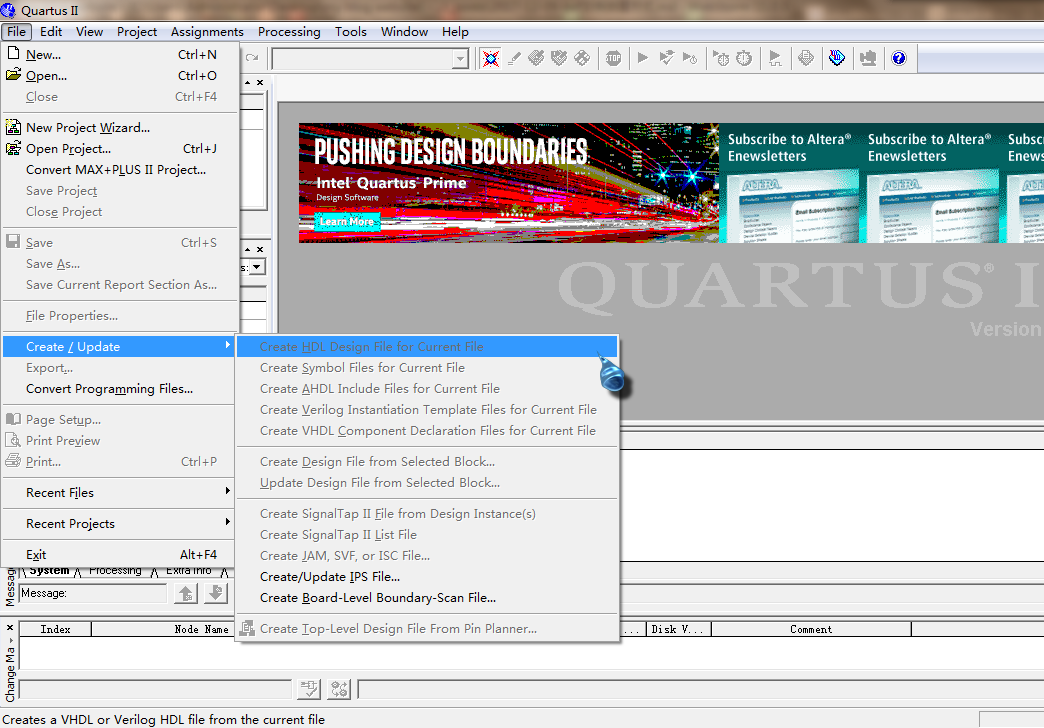 Quartus II
File Edit View Project Assignments Processing Tools Window Help
New... Ctrl+N
Open... Ctrl+O
Close Ctrl+F4
New Project Wizard...
Open Project... Ctrl+J
Convert MAX+PLUS II Project...
Save Project
Close Project
Save Ctrl+S
Save As...
Save Current Report Section As...
File Properties...
Create / Update
Export...
Convert Programming Files...
Page Setup...
Print Preview
Print... Ctrl+P
Recent Files
Recent Projects
Exit Alt+F4
Create HDL Design File for Current File
Create Symbol Files for Current File
Create AHDL Include Files for Current File
Create Verilog Instantiation Template Files for Current File
Create VHDL Component Declaration Files for Current File
Create Design File from Selected Block...
Update Design File from Selected Block...
Create SignalTap II File from Design Instance(s)
Create SignalTap II List File
Create JAM, SVF, or ISC File...
Create/Update IPS File...
Create Board-Level Boundary-Scan File...
Create Top-Level Design File From Pin Planner...
STOP
PUSHING DESIGN BOUNDARIES
Intel® Quartus® Prime
Design Software
Learn More
Subscribe to Altera®
Enewsletters
ALTERA
Email Subscription Management
Subscribe to Altera®
Enewsletters
ALTERA
Subsc
Enews
QUARTUS® I
Version
s:
System Processing Extra Info
Messag
Message:
Index Node Name ... Disk V... Comment
Change Ma
Creates a VHDL or Verilog HDL file from the current file